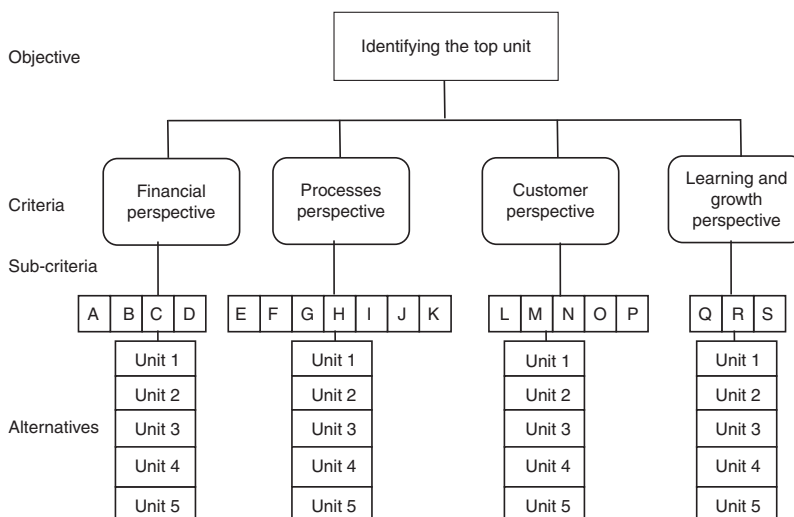 Objective
Identifying the top unit
Criteria
Financial
perspective
Processes
perspective
Customer
perspective
Learning and
growth
perspective
Sub-criteria
A B C D
E F G H I J K
L M N O P
Q R S
Alternatives
Unit 1
Unit 2
Unit 3
Unit 4
Unit 5
Unit 1
Unit 2
Unit 3
Unit 4
Unit 5
Unit 1
Unit 2
Unit 3
Unit 4
Unit 5
Unit 1
Unit 2
Unit 3
Unit 4
Unit 5